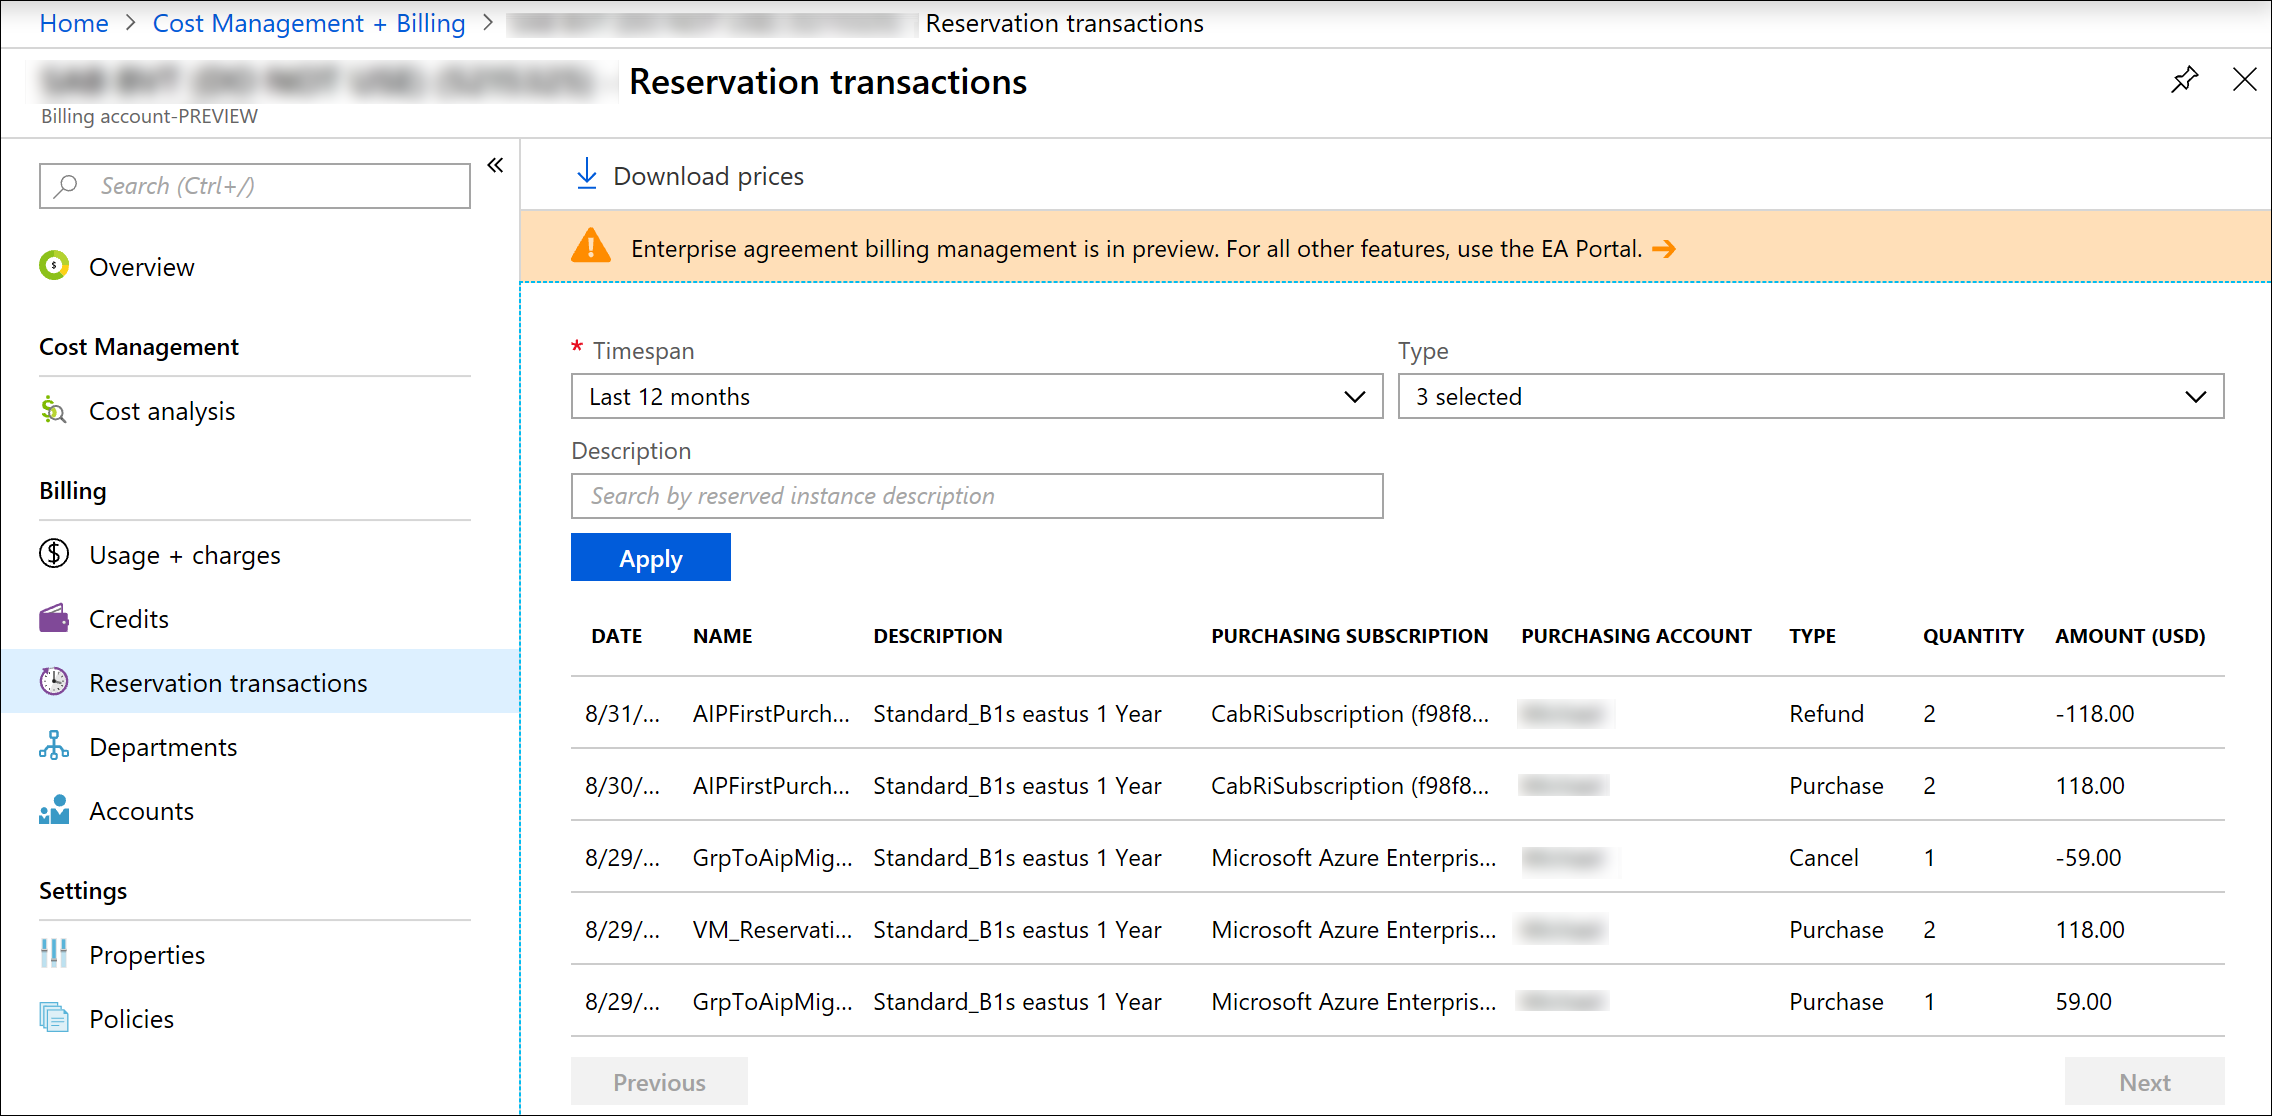 Home > Cost Management + Billing > Reservation transactions
Reservation transactions
Billing account-PREVIEW
Search (Ctrl+/)
Overview
Cost Management
Cost analysis
Billing
Usage + charges
Credits
Reservation transactions
Departments
Accounts
Settings
Properties
Policies
Download prices
Enterprise agreement billing management is in preview. For all other features, use the EA Portal. →
* Timespan Type
Last 12 months 3 selected
Description
Search by reserved instance description
Apply
DATE NAME DESCRIPTION PURCHASING SUBSCRIPTION PURCHASING ACCOUNT TYPE QUANTITY AMOUNT (USD)
8/31/... AIPFirstPurch... Standard_B1s eastus 1 Year CabRiSubscription (f98f8... Refund 2 -118.00
8/30/... AIPFirstPurch... Standard_B1s eastus 1 Year CabRiSubscription (f98f8... Purchase 2 118.00
8/29/... GrpToAipMig... Standard_B1s eastus 1 Year Microsoft Azure Enterpris... Cancel 1 -59.00
8/29/... VM_Reservati... Standard_B1s eastus 1 Year Microsoft Azure Enterpris... Purchase 2 118.00
8/29/... GrpToAipMig... Standard_B1s eastus 1 Year Microsoft Azure Enterpris... Purchase 1 59.00
Previous Next